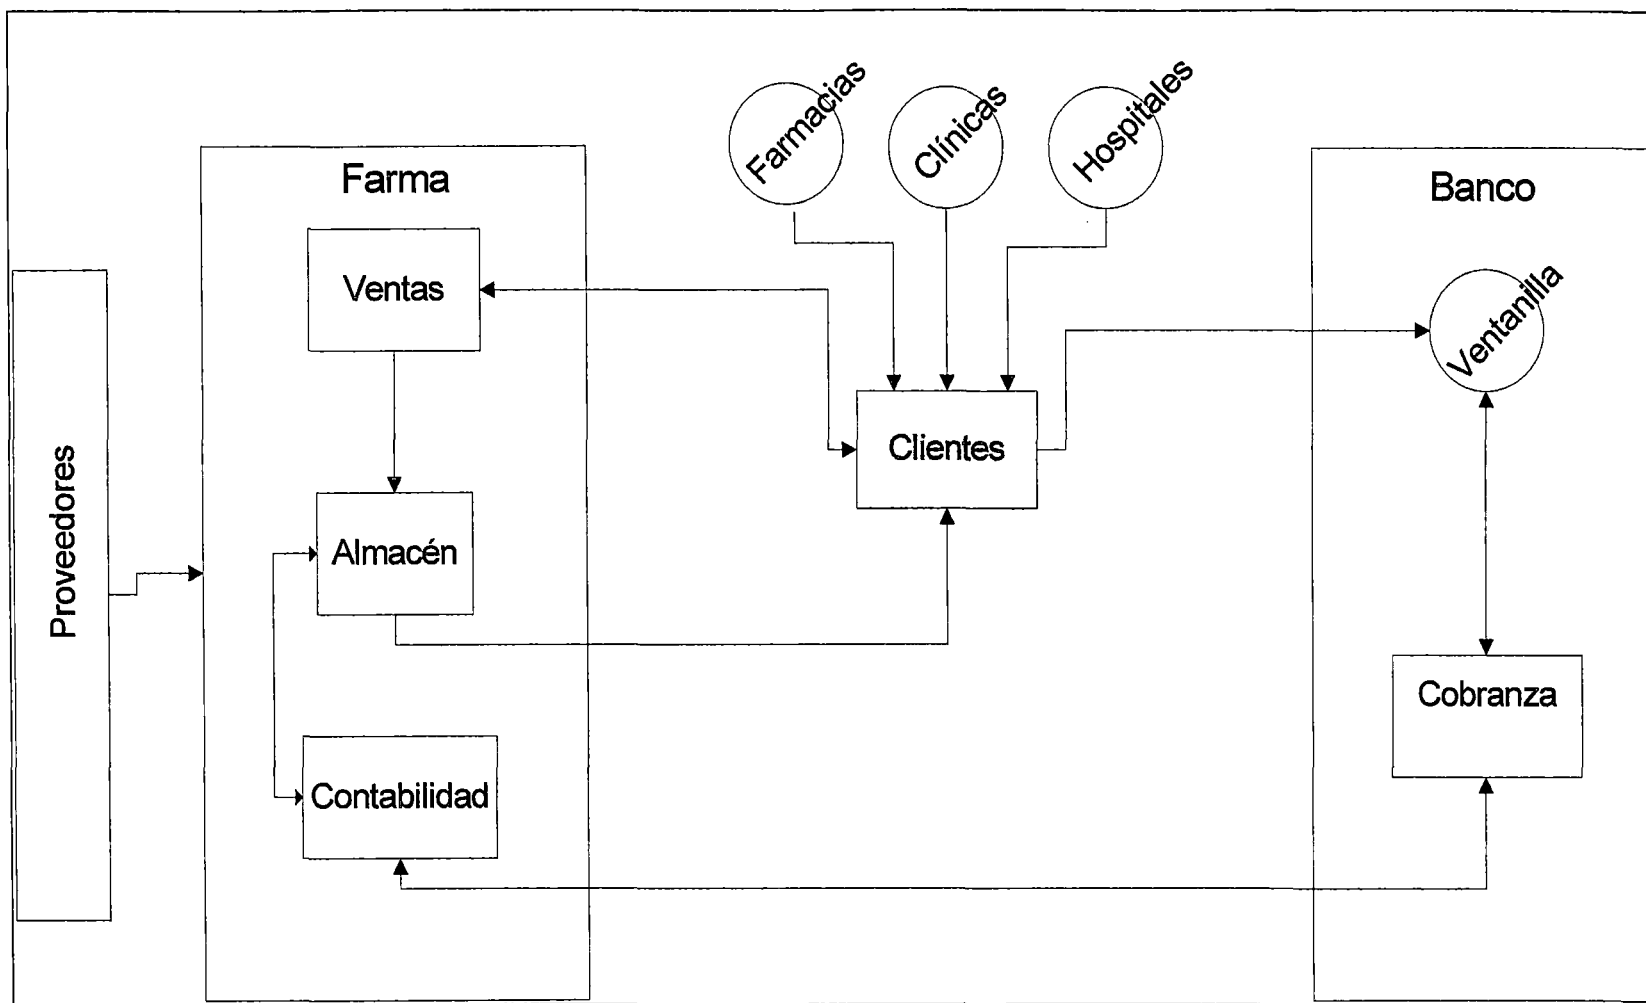 Farmacias
Clínicas
Hospitales
Farma
Banco
Ventas
Ventanilla
Clientes
Proveedores
Almacén
Cobranza
Contabilidad